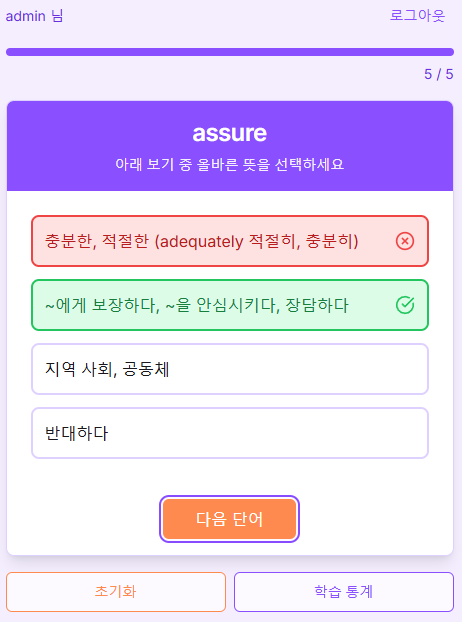 admin 님
로그아웃
5 / 5
assure
아래 보기 중 올바른 뜻을 선택하세요
충분한, 적절한 (adequately 적절히, 충분히)
~에게 보장하다, ~을 안심시키다, 장담하다
지역 사회, 공동체
반대하다
다음 단어
초기화
학습 통계